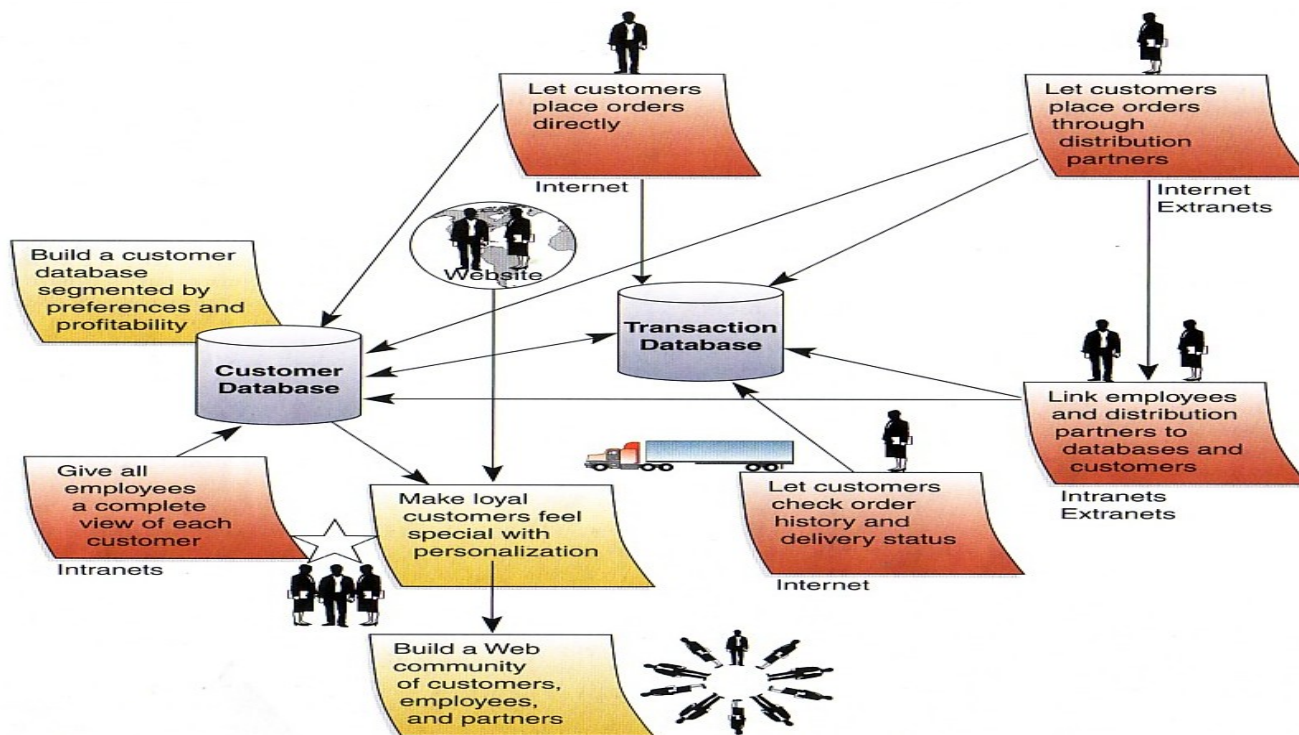 Let customers
place orders
directly
Internet
Let customers
place orders
through
distribution
partners
Internet
Extranets
Website
Build a customer
database
segmented by
preferences and
profitability
Customer
Database
Transaction
Database
Link employees
and distribution
partners to
databases and
customers
Intranets
Extranets
Give all
employees
a complete
view of each
customer
Intranets
Make loyal
customers feel
special with
personalization
Let customers
check order
history and
delivery status
Internet
Build a Web
community
of customers,
employees,
and partners